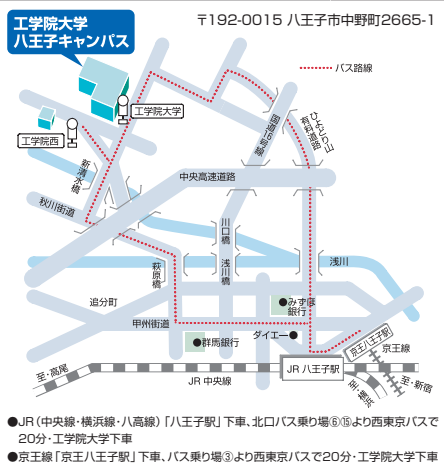 工学院大学
八王子キャンパス
〒192-0015 八王子市中野町2665-1
バス路線
工学院大学
工学院西
国道16号線
ひよどり山
有料道路
新清水橋
中央高速道路
秋川街道
川口橋
萩原橋
浅川橋
浅川
追分町
みずほ
銀行
甲州街道
ダイエー
群馬銀行
京王八王子駅
京王線
至・高尾
JR 中央線
JR 八王子駅
至・横浜
至・新宿
●JR(中央線・横浜線・八高線)「八王子駅」下車、北口バス乗り場⑥⑮より西東京バスで
20分・工学院大学下車
●京王線「京王八王子駅」下車、バス乗り場③より西東京バスで20分・工学院大学下車